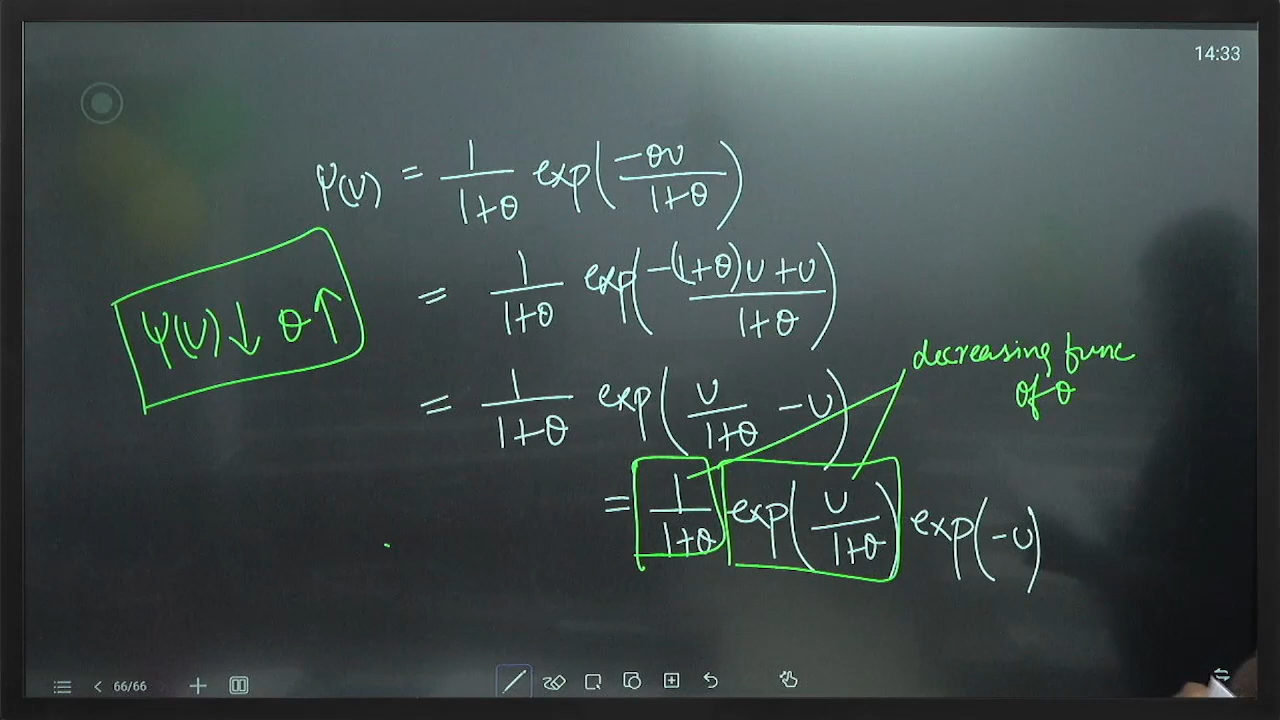 14:33
ψ(U) = 1/(1+θ) exp(-θU/(1+θ))
= 1/(1+θ) exp((-(1+θ)U+U)/(1+θ))
ψ(U) ↓ θ ↑
= 1/(1+θ) exp(U/(1+θ) - U)
decreasing func
of θ
= 1/(1+θ) exp(U/(1+θ)) exp(-U)
66/66